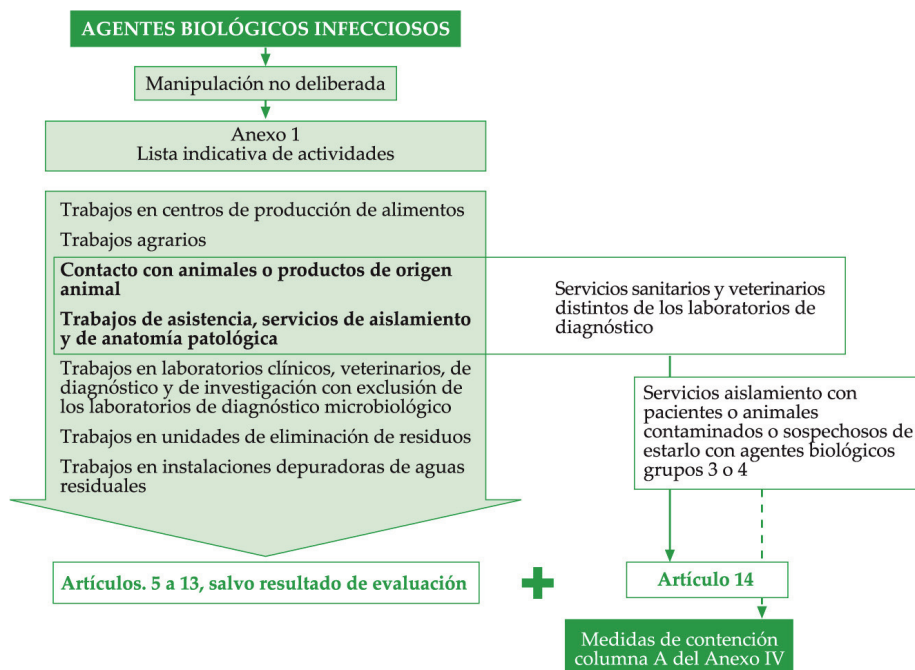 AGENTES BIOLÓGICOS INFECCIOSOS
Manipulación no deliberada
Anexo 1
Lista indicativa de actividades
Trabajos en centros de producción de alimentos
Trabajos agrarios
Contacto con animales o productos de origen
animal
Trabajos de asistencia, servicios de aislamiento
y de anatomía patológica
Servicios sanitarios y veterinarios
distintos de los laboratorios de
diagnóstico
Trabajos en laboratorios clínicos, veterinarios, de
de diagnóstico y de investigación con exclusión de
los laboratorios de diagnóstico microbiológico
Trabajos en unidades de eliminación de residuos
Trabajos en instalaciones depuradoras de aguas
residuales
Servicios aislamiento con
pacientes o animales
contaminados o sospechosos de
estarlo con agentes biológicos
grupos 3 o 4
Artículos. 5 a 13, salvo resultado de evaluación
+
Artículo 14
Medidas de contención
columna A del Anexo IV